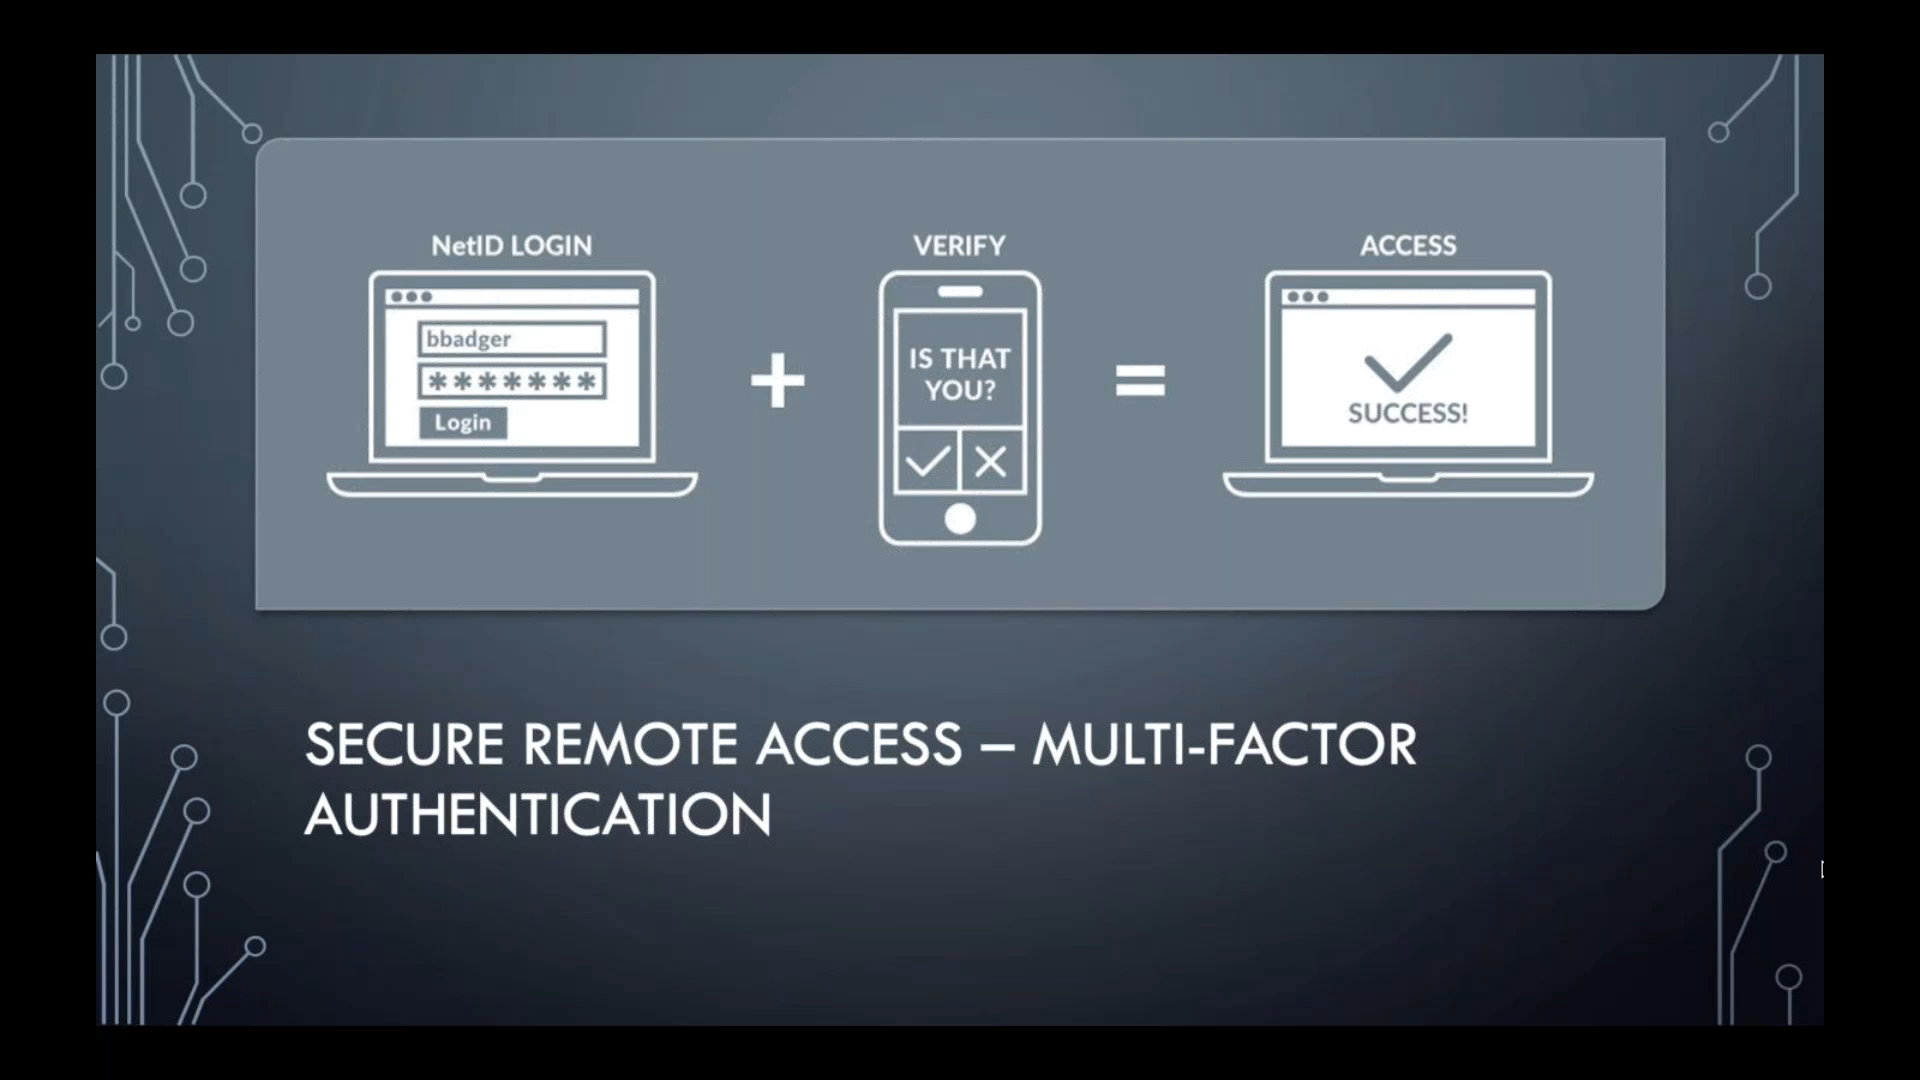 NetID LOGIN
bbadger
*******
Login
VERIFY
IS THAT
YOU?
ACCESS
SUCCESS!
SECURE REMOTE ACCESS – MULTI-FACTOR
AUTHENTICATION